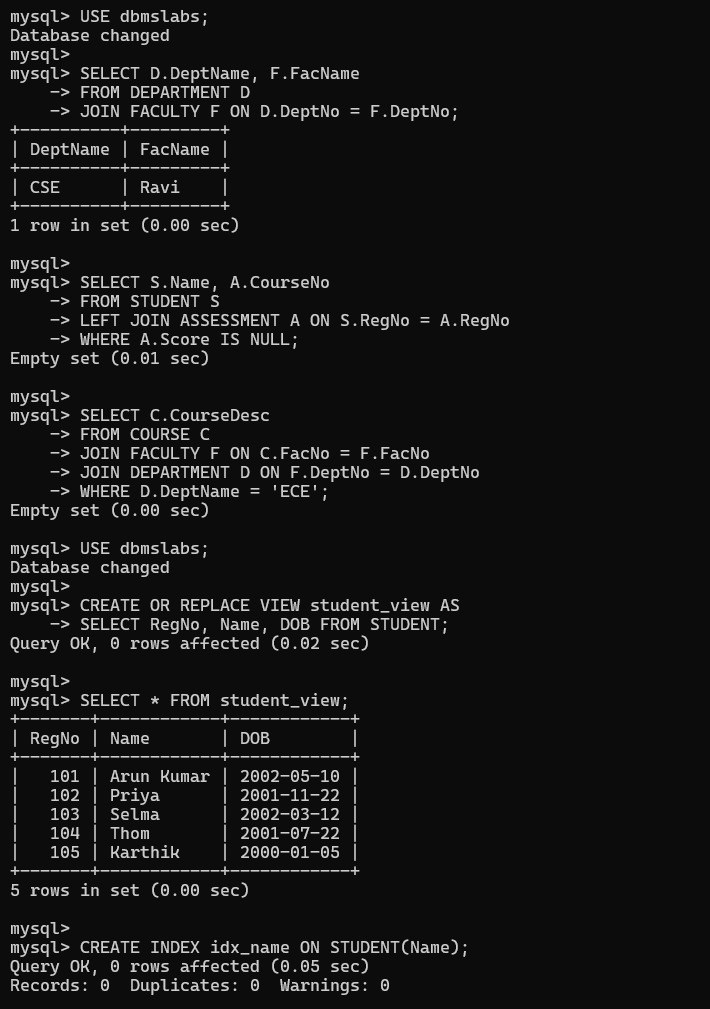 mysql> USE dbmslabs;
Database changed
mysql>
mysql> SELECT D.DeptName, F.FacName
    -> FROM DEPARTMENT D
    -> JOIN FACULTY F ON D.DeptNo = F.DeptNo;
+----------+---------+
| DeptName | FacName |
+----------+---------+
| CSE      | Ravi    |
+----------+---------+
1 row in set (0.00 sec)

mysql>
mysql> SELECT S.Name, A.CourseNo
    -> FROM STUDENT S
    -> LEFT JOIN ASSESSMENT A ON S.RegNo = A.RegNo
    -> WHERE A.Score IS NULL;
Empty set (0.01 sec)

mysql>
mysql> SELECT C.CourseDesc
    -> FROM COURSE C
    -> JOIN FACULTY F ON C.FacNo = F.FacNo
    -> JOIN DEPARTMENT D ON F.DeptNo = D.DeptNo
    -> WHERE D.DeptName = 'ECE';
Empty set (0.00 sec)

mysql> USE dbmslabs;
Database changed
mysql>
mysql> CREATE OR REPLACE VIEW student_view AS
    -> SELECT RegNo, Name, DOB FROM STUDENT;
Query OK, 0 rows affected (0.02 sec)

mysql>
mysql> SELECT * FROM student_view;
+-------+------------+------------+
| RegNo | Name       | DOB        |
+-------+------------+------------+
|   101 | Arun Kumar | 2002-05-10 |
|   102 | Priya      | 2001-11-22 |
|   103 | Selma      | 2002-03-12 |
|   104 | Thom       | 2001-07-22 |
|   105 | Karthik    | 2000-01-05 |
+-------+------------+------------+
5 rows in set (0.00 sec)

mysql>
mysql> CREATE INDEX idx_name ON STUDENT(Name);
Query OK, 0 rows affected (0.05 sec)
Records: 0  Duplicates: 0  Warnings: 0